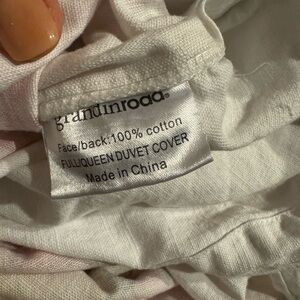 grandinroad®
Face/back:100% cotton
FULL/QUEEN DUVET COVER
Made in China